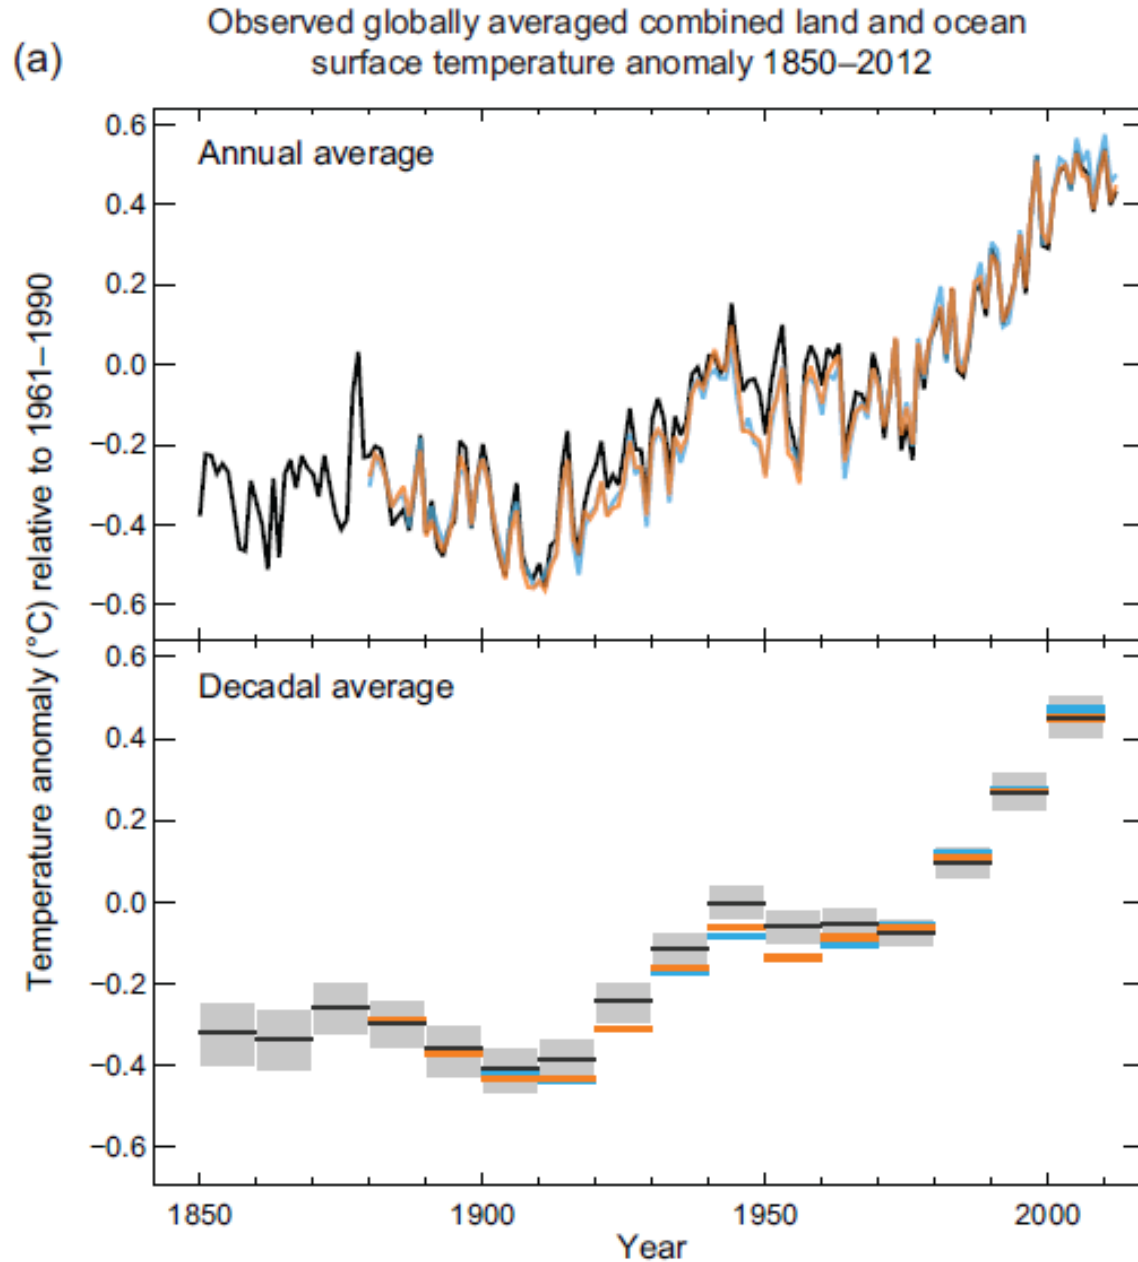 Observed globally averaged combined land and ocean
(a)
surface temperature anomaly 1850–2012
Annual average
0.6
0.4
0.2
0.0
−0.2
−0.4
−0.6
Temperature anomaly (°C) relative to 1961–1990
Decadal average
0.6
0.4
0.2
0.0
−0.2
−0.4
−0.6
1850 1900 1950 2000
Year